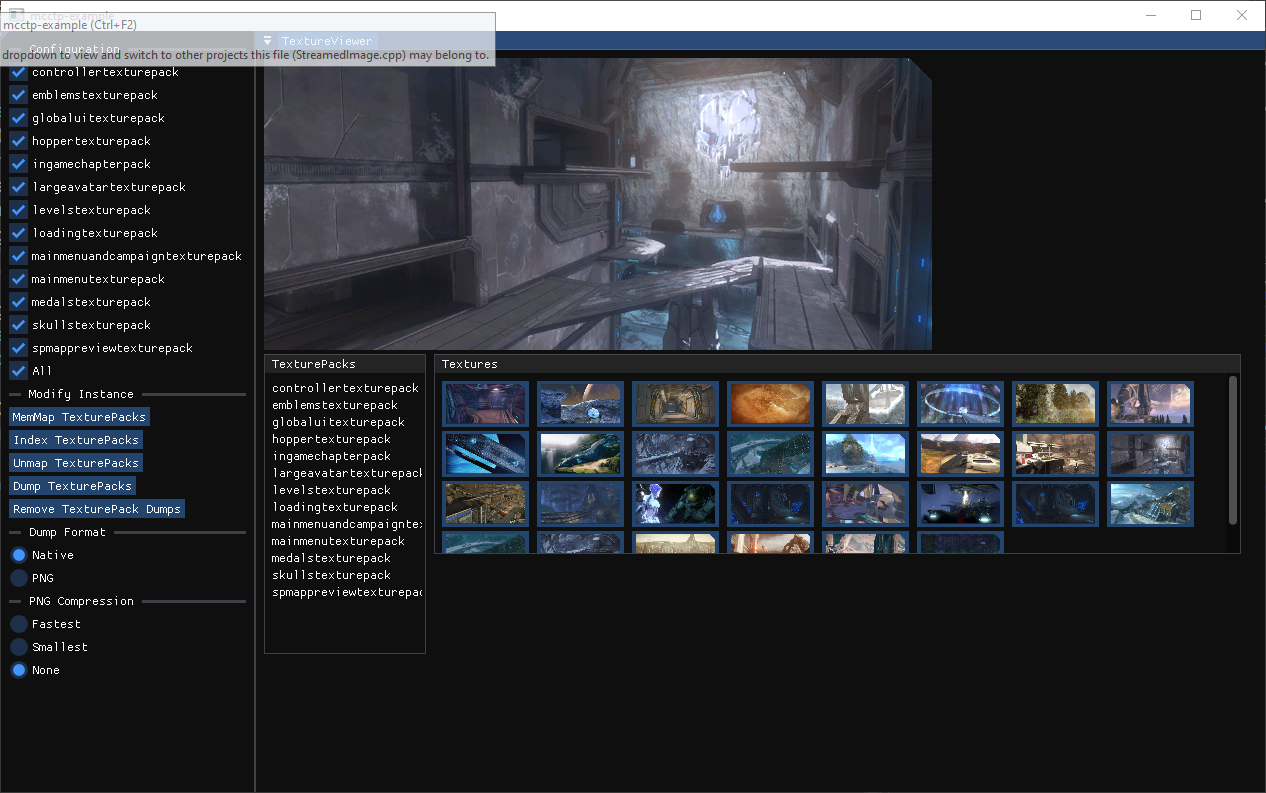 mcctp-example
mcctp-example (Ctrl+F2)
TextureViewer
Configuration
dropdown to view and switch to other projects this file (StreamedImage.cpp) may belong to.
controllertexturepack
emblemstexturepack
globaluitexturepack
hoppertexturepack
ingamechapterpack
largeavatartexturepack
levelstexturepack
loadingtexturepack
mainmenuandcampaigntexturepack
mainmenutexturepack
medalstexturepack
skullstexturepack
spmappreviewtexturepack
All
Modify Instance
MemMap TexturePacks
Index TexturePacks
Unmap TexturePacks
Dump TexturePacks
Remove TexturePack Dumps
Dump Format
Native
PNG
PNG Compression
Fastest
Smallest
None
TexturePacks
controllertexturepack
emblemstexturepack
globaluitexturepack
hoppertexturepack
ingamechapterpack
largeavatartexturepack
levelstexturepack
loadingtexturepack
mainmenuandcampaignte
mainmenutexturepack
medalstexturepack
skullstexturepack
spmappreviewtexturepac
Textures